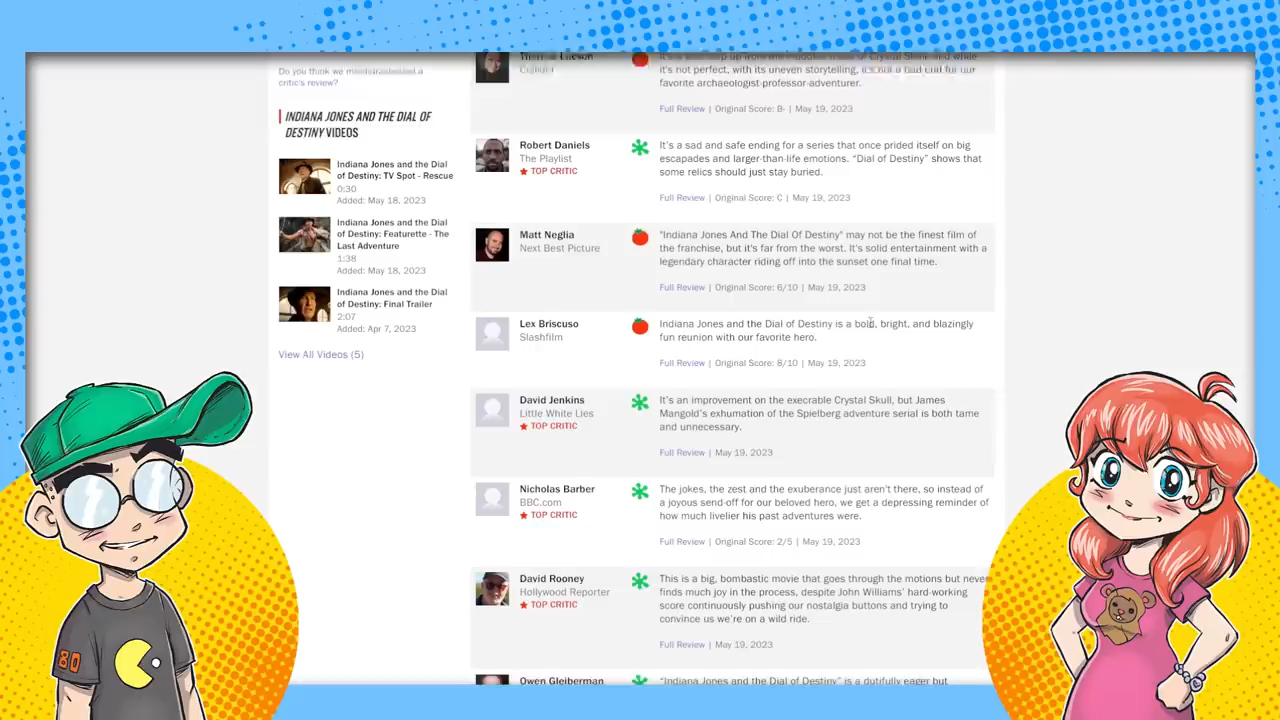 Do you think we
critic's review?
INDIANA JONES AND THE DIAL OF
DESTINY VIDEOS
Indiana Jones and the Dial
of Destiny: TV Spot - Rescue
0:30
Added: May 18, 2023
Indiana Jones and the Dial
of Destiny: Featurette - The
Last Adventure
1:38
Added: May 18, 2023
Indiana Jones and the Dial
of Destiny: Final Trailer
2:07
Added: Apr 7, 2023
View All Videos (5)
it's not perfect, with its uneven storytelling, it's not a bad end for our
favorite archaeologist-professor-adventurer.
Full Review | Original Score: B- | May 19, 2023
Robert Daniels
The Playlist
TOP CRITIC
It's a sad and safe ending for a series that once prided itself on big
escapades and larger-than-life emotions. “Dial of Destiny” shows that
some relics should just stay buried.
Full Review | Original Score: C | May 19, 2023
Matt Neglia
Next Best Picture
"Indiana Jones And The Dial Of Destiny" may not be the finest film of
the franchise, but it's far from the worst. It's solid entertainment with a
legendary character riding off into the sunset one final time.
Full Review | Original Score: 6/10 | May 19, 2023
Lex Briscuso
Slashfilm
Indiana Jones and the Dial of Destiny is a bold, bright, and blazingly
fun reunion with our favorite hero.
Full Review | Original Score: 8/10 | May 19, 2023
David Jenkins
Little White Lies
TOP CRITIC
It's an improvement on the execrable Crystal Skull, but James
Mangold's exhumation of the Spielberg adventure serial is both tame
and unnecessary.
Full Review | May 19, 2023
Nicholas Barber
BBC.com
TOP CRITIC
The jokes, the zest and the exuberance just aren't there, so instead of
a joyous send-off for our beloved hero, we get a depressing reminder of
how much livelier his past adventures were.
Full Review | Original Score: 2/5 | May 19, 2023
David Rooney
Hollywood Reporter
TOP CRITIC
This is a big, bombastic movie that goes through the motions but never
finds much joy in the process, despite John Williams’ hard-working
score continuously pushing our nostalgia buttons and trying to
convince us we’re on a wild ride.
Full Review | May 19, 2023
Owen Gleiberman
“Indiana Jones and the Dial of Destiny” is a dutifully eager but
80